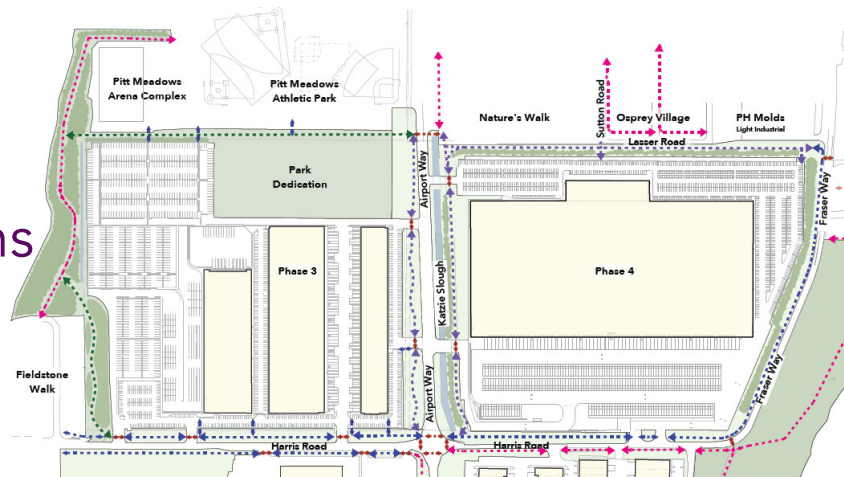 Pitt Meadows
Arena Complex
Pitt Meadows
Athletic Park
Nature's Walk
Sutton Road
Osprey Village
PH Molds
Light Industrial
Lasser Road
Park
Dedication
Airport Way
Fraser Way
ns
Phase 3
Phase 4
Katzie Slough
Fieldstone
Walk
Airport Way
Fraser Way
Harris Road
Harris Road